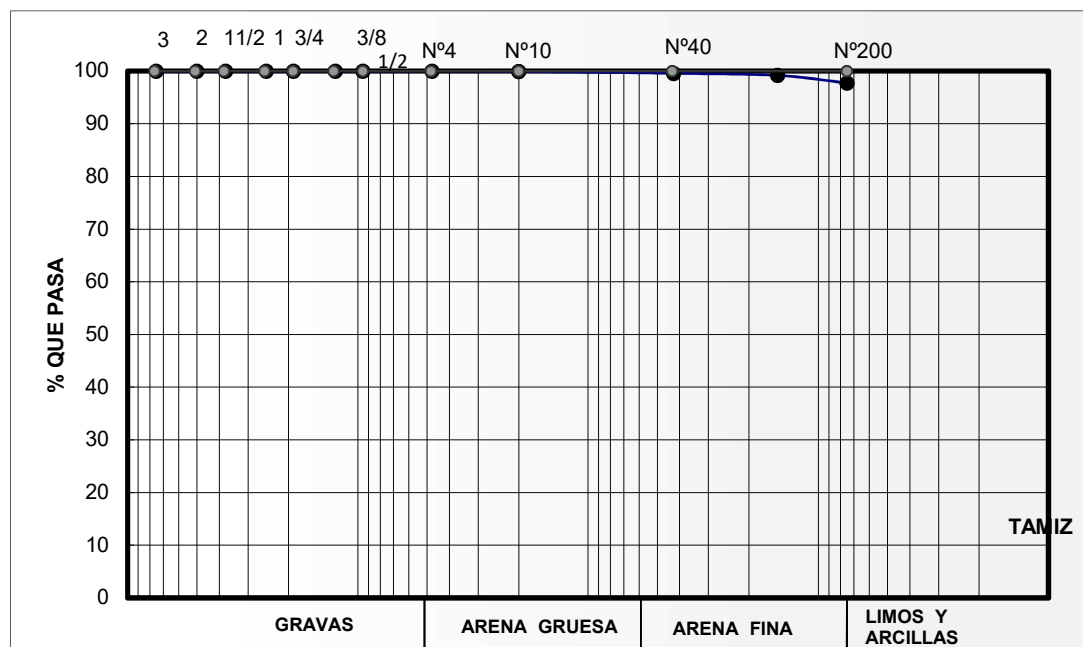 3 2 11/2 1 3/4 3/8
1/2 Nº4 Nº10 Nº40 Nº200
100
90
80
70
60
50
40
30
20
10
0
% QUE PASA
TAMIZ
GRAVAS
ARENA GRUESA
ARENA FINA
LIMOS Y
ARCILLAS